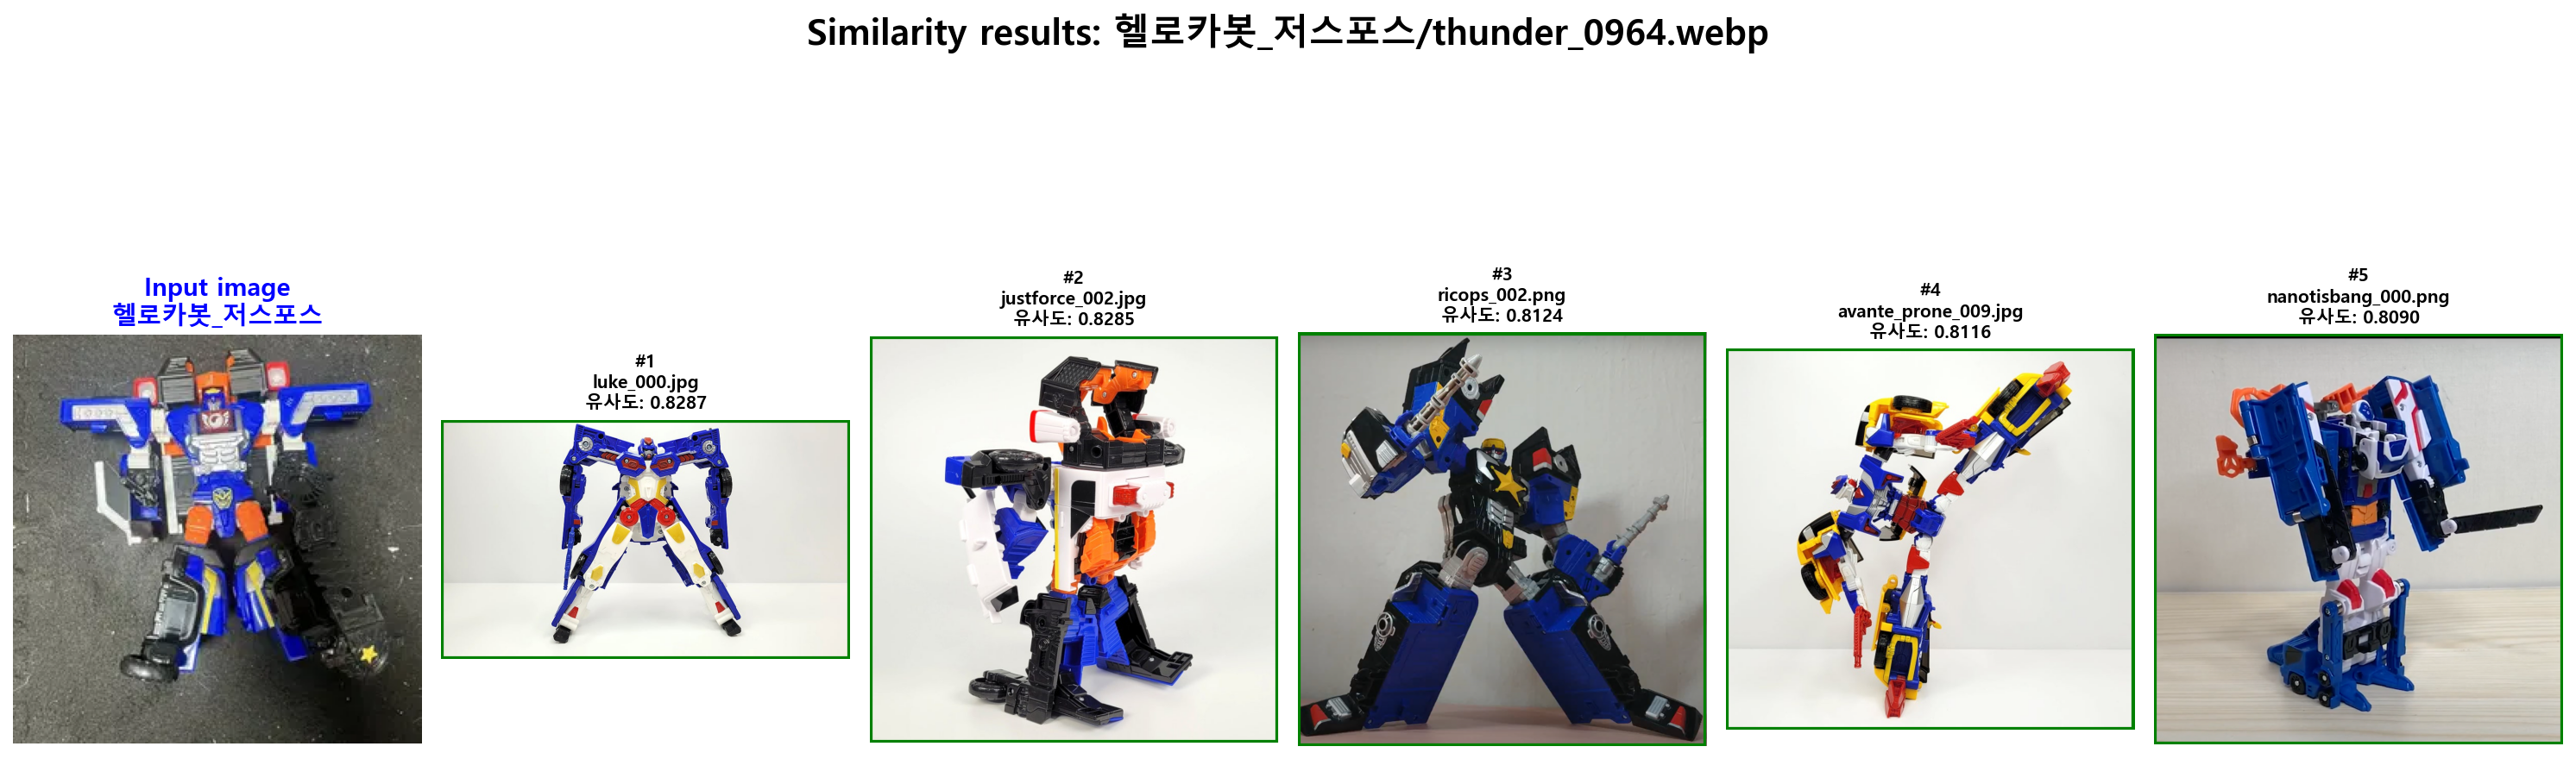 Similarity results: 헬로카봇_저스포스/thunder_0964.webp
Input image
헬로카봇_저스포스
#1
luke_000.jpg
유사도: 0.8287
#2
justforce_002.jpg
유사도: 0.8285
#3
ricops_002.png
유사도: 0.8124
#4
avante_prone_009.jpg
유사도: 0.8116
#5
nanotisbang_000.png
유사도: 0.8090